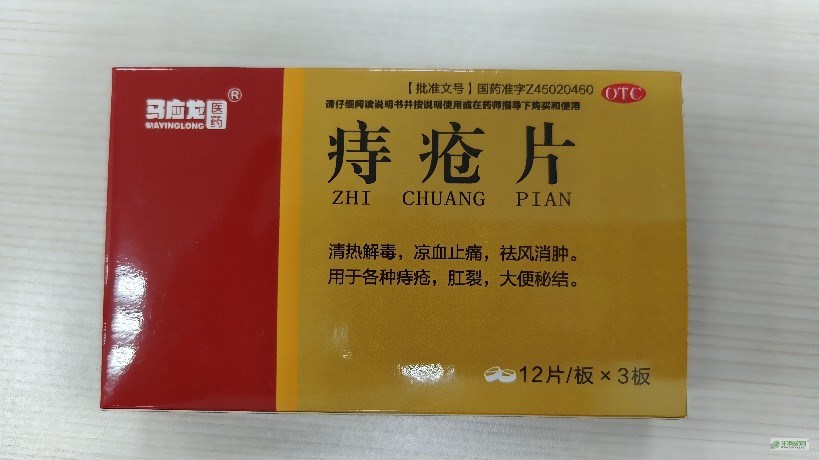 马应龙 医药 ®
MAYINGLONG
【批准文号】国药准字Z45020460
OTC
请仔细阅读说明书并按说明使用或在药师指导下购买和使用
痔疮片
ZHI CHUANG PIAN
清热解毒，凉血止痛，祛风消肿。
用于各种痔疮，肛裂，大便秘结。
12片/板×3板